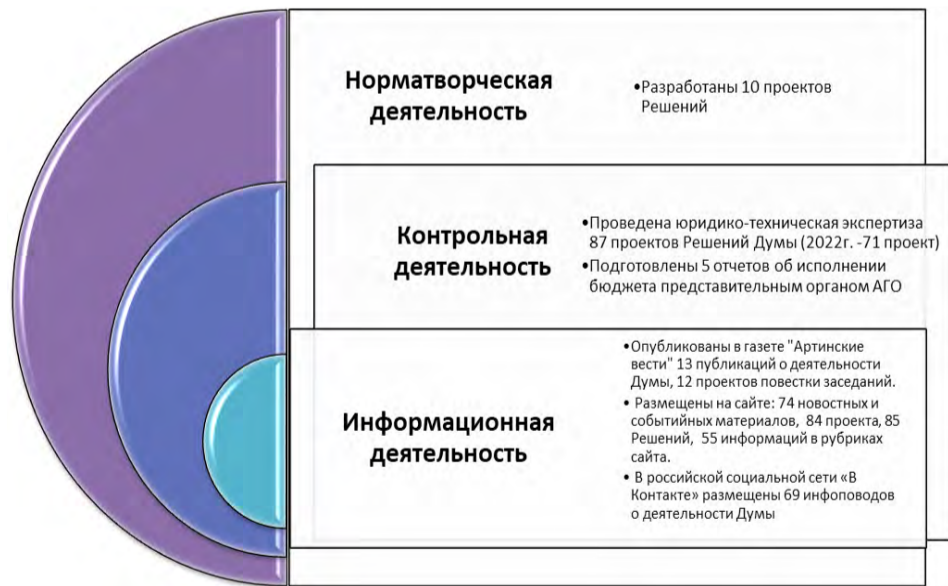 Нормотворческая
деятельность
•Разработаны 10 проектов
Решений
Контрольная
деятельность
•Проведена юридико-техническая экспертиза
87 проектов Решений Думы (2022г. -71 проект)
•Подготовлены 5 отчетов об исполнении
бюджета представительным органом АГО
Информационная
деятельность
•Опубликованы в газете "Артинские
вести" 13 публикаций о деятельности
Думы, 12 проектов повестки заседаний.
• Размещены на сайте: 74 новостных и
событийных материалов, 84 проекта, 85
Решений, 55 информаций в рубриках
сайта.
• В российской социальной сети «В
Контакте» размещены 69 инфоповодов
о деятельности Думы